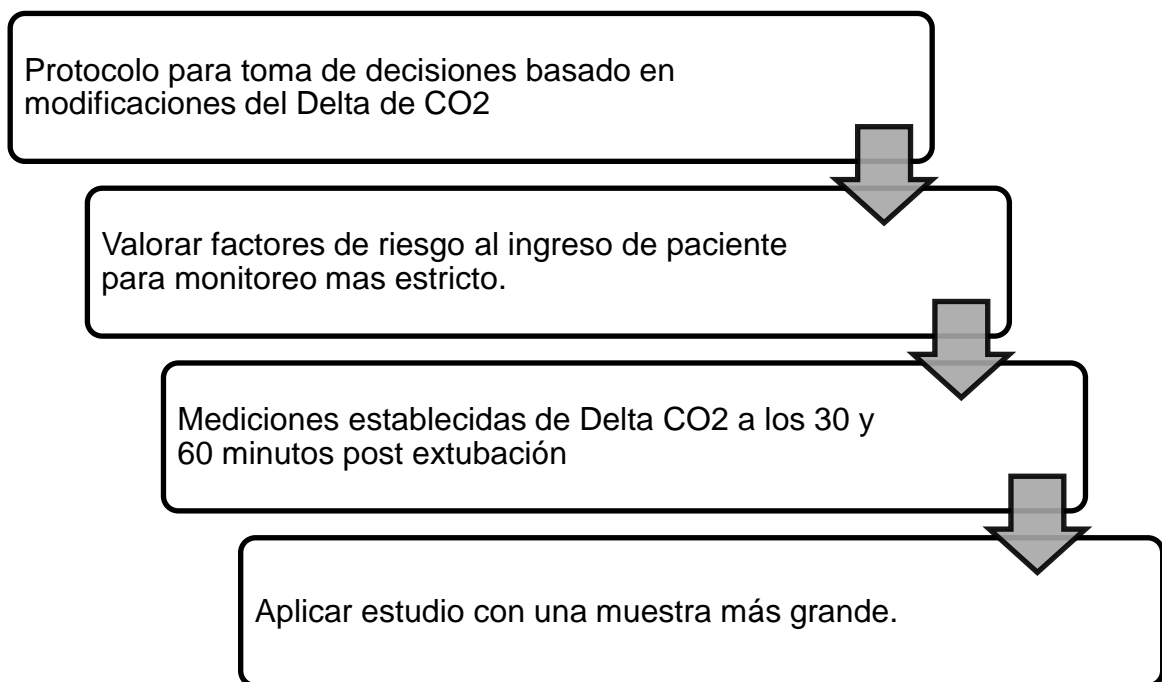 Protocolo para toma de decisiones basado en
modificaciones del Delta de CO2
Valorar factores de riesgo al ingreso de paciente
para monitoreo mas estricto.
Mediciones establecidas de Delta CO2 a los 30 y
60 minutos post extubación
Aplicar estudio con una muestra más grande.